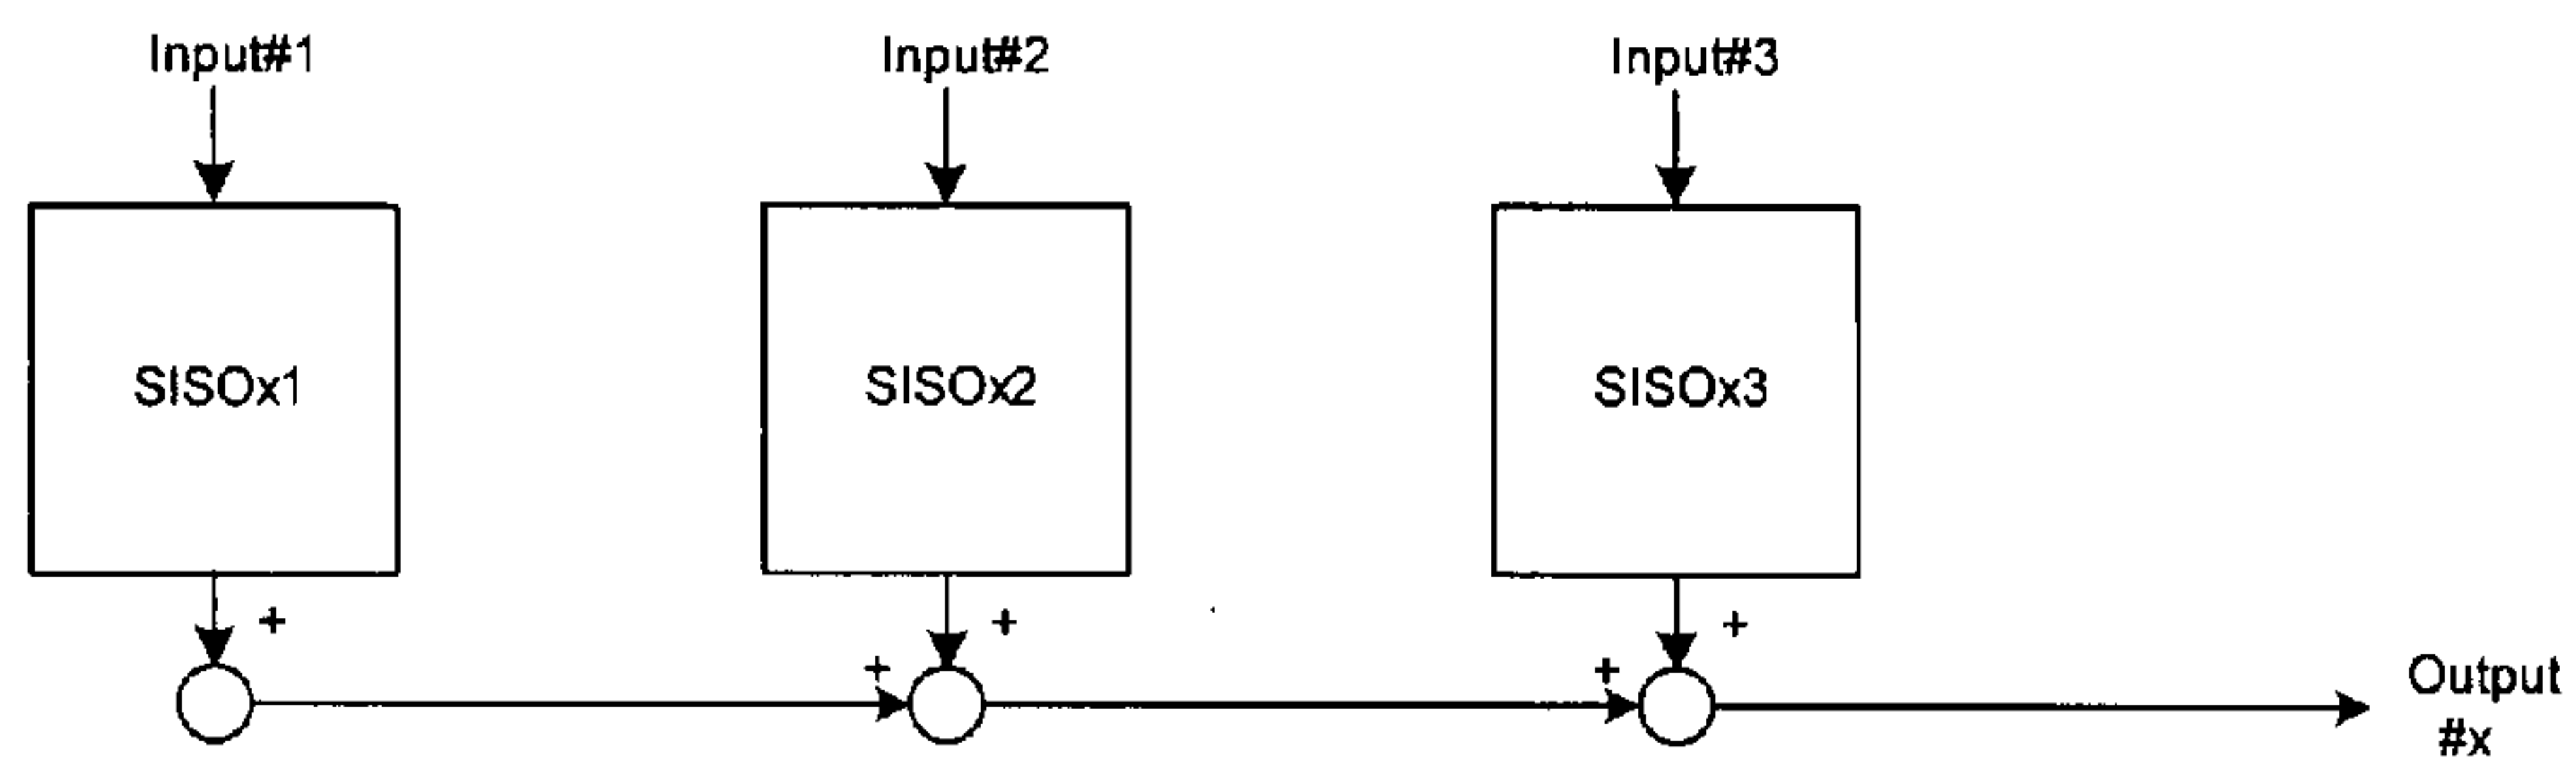 Input#1 Input#2 Input#3
SISOx1 SISOx2 SISOx3
+ + +
+ +
Output
#x